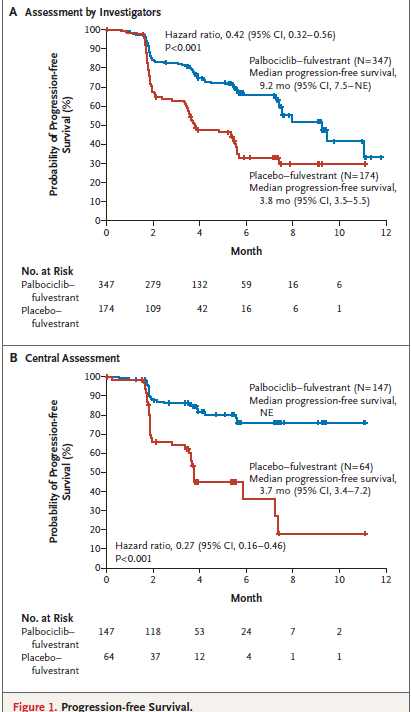 A Assessment by Investigators
Hazard ratio, 0.42 (95% CI, 0.32–0.56)
P<0.001
Palbociclib–fulvestrant (N=347)
Median progression-free survival,
9.2 mo (95% CI, 7.5–NE)
Placebo–fulvestrant (N=174)
Median progression-free survival,
3.8 mo (95% CI, 3.5–5.5)
Probability of Progression-free
Survival (%)
100
90
80
70
60
50
40
30
20
10
0
0 2 4 6 8 10 12
Month
No. at Risk
Palbociclib–
fulvestrant
347 279 132 59 16 6
Placebo–
fulvestrant
174 109 42 16 6 1
B Central Assessment
Palbociclib–fulvestrant (N=147)
Median progression-free survival,
NE
Placebo–fulvestrant (N=64)
Median progression-free survival,
3.7 mo (95% CI, 3.4–7.2)
Hazard ratio, 0.27 (95% CI, 0.16–0.46)
P<0.001
Probability of Progression-free
Survival (%)
100
90
80
70
60
50
40
30
20
10
0
0 2 4 6 8 10 12
Month
No. at Risk
Palbociclib–
fulvestrant
147 118 53 24 7 2
Placebo–
fulvestrant
64 37 12 4 1 1
Figure 1. Progression-free Survival.